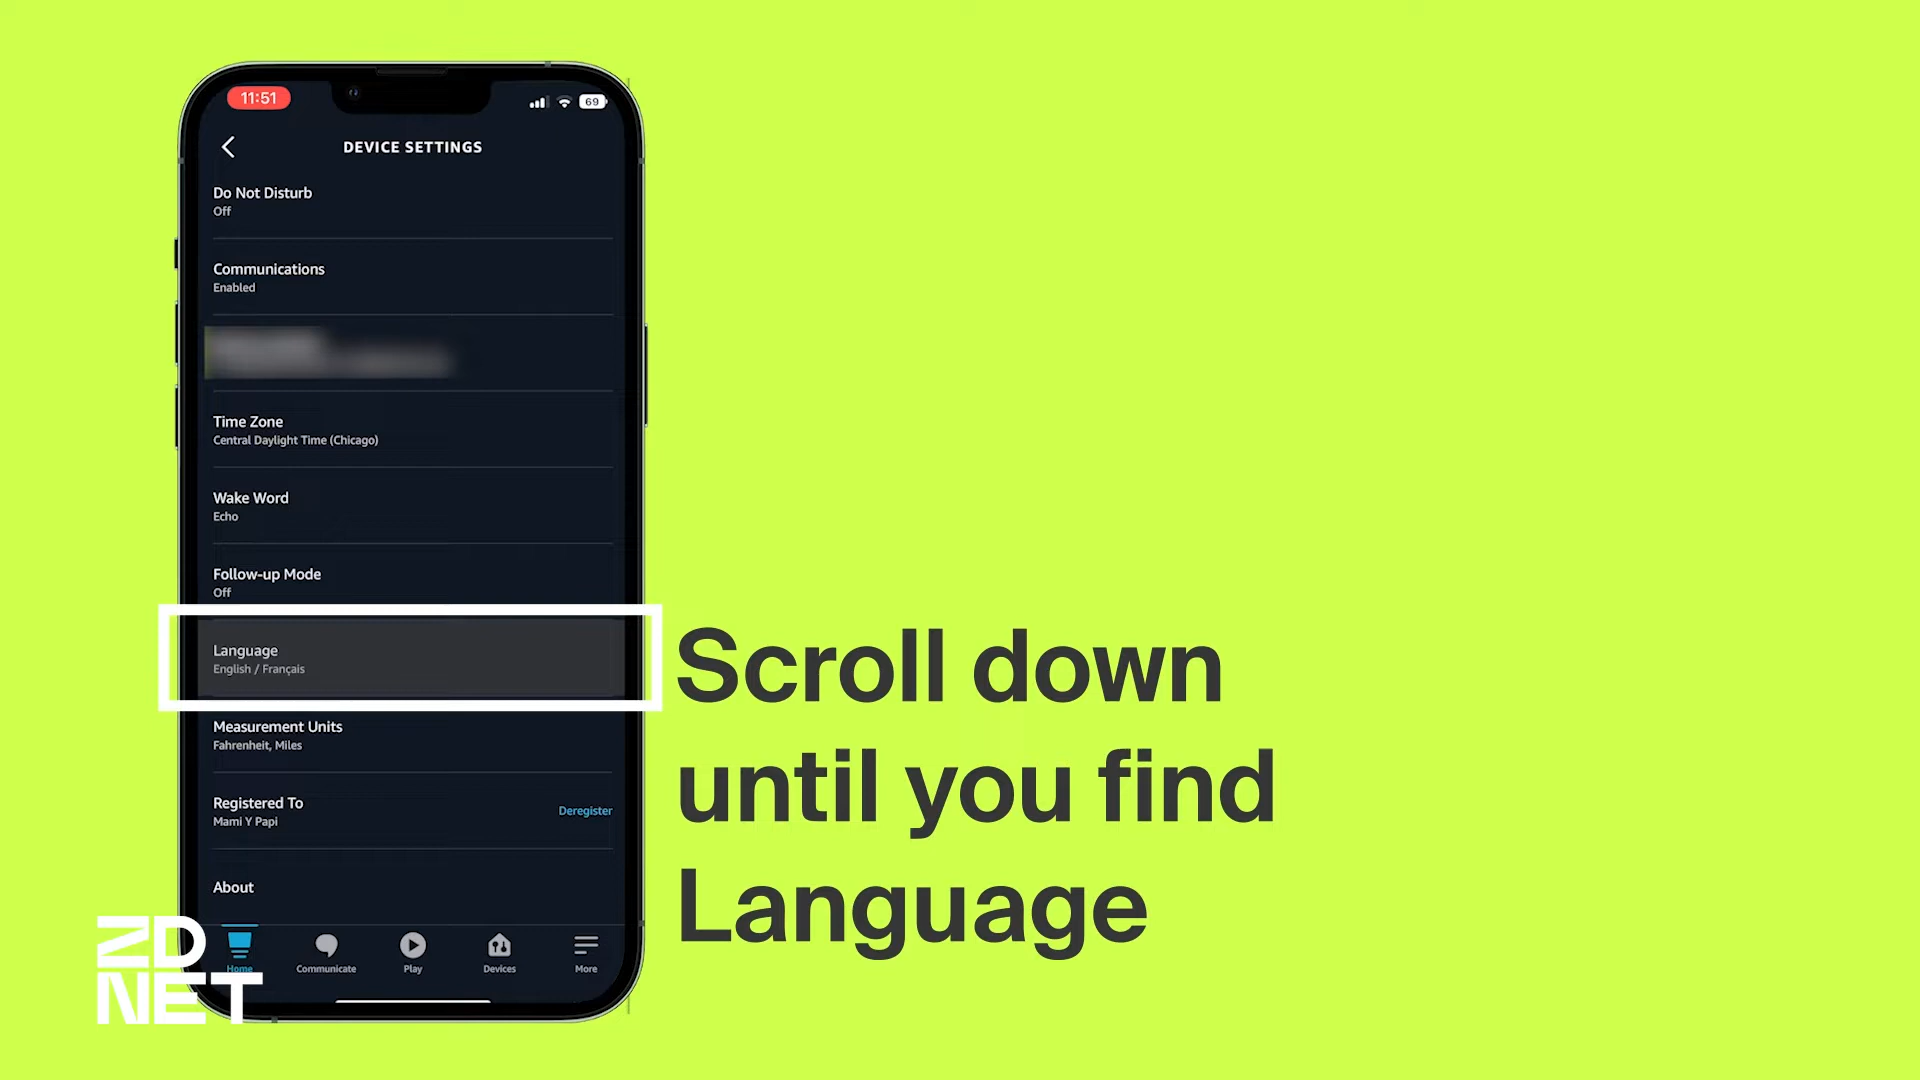 11:51
69
DEVICE SETTINGS
Do Not Disturb
Off
Communications
Enabled
Time Zone
Central Daylight Time (Chicago)
Wake Word
Echo
Follow-up Mode
Off
Language
English / Français
Measurement Units
Fahrenheit, Miles
Registered To
Mami Y Papi
Deregister
About
Home
Communicate
Play
Devices
More
Scroll down
until you find
Language
ZD
NET